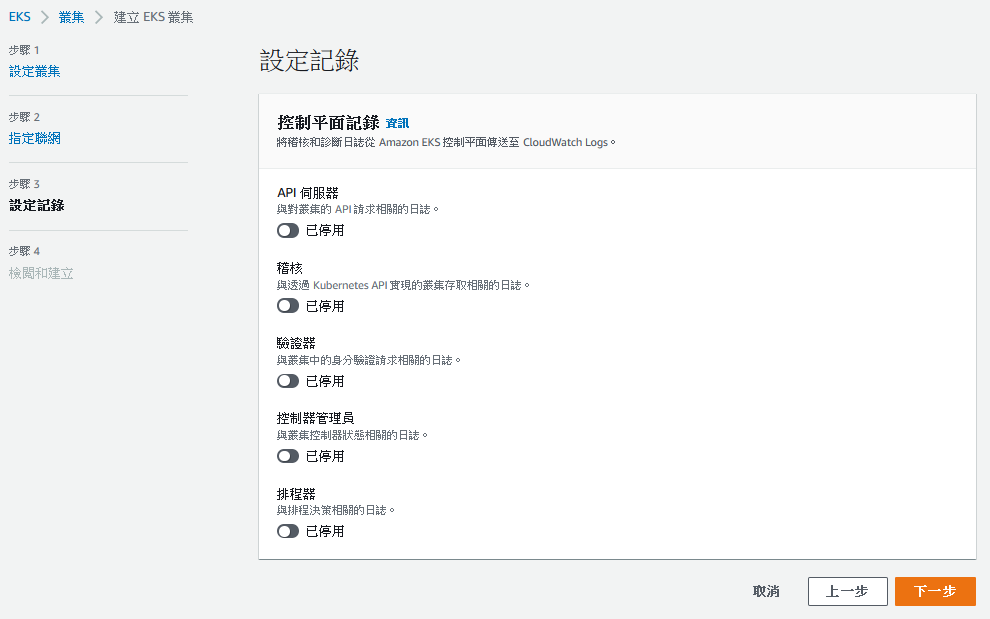 EKS > 叢集 > 建立 EKS 叢集
步驟 1
設定叢集
步驟 2
指定聯網
步驟 3
設定記錄
步驟 4
檢閱和建立
設定記錄
控制平面記錄 資訊
將稽核和診斷日誌從 Amazon EKS 控制平面傳送至 CloudWatch Logs。
API 伺服器
與對叢集的 API 請求相關的日誌。
已停用
稽核
與透過 Kubernetes API 實現的叢集存取相關的日誌。
已停用
驗證器
與叢集中的身分驗證請求相關的日誌。
已停用
控制器管理員
與叢集控制器狀態相關的日誌。
已停用
排程器
與排程決策相關的日誌。
已停用
取消 上一步 下一步